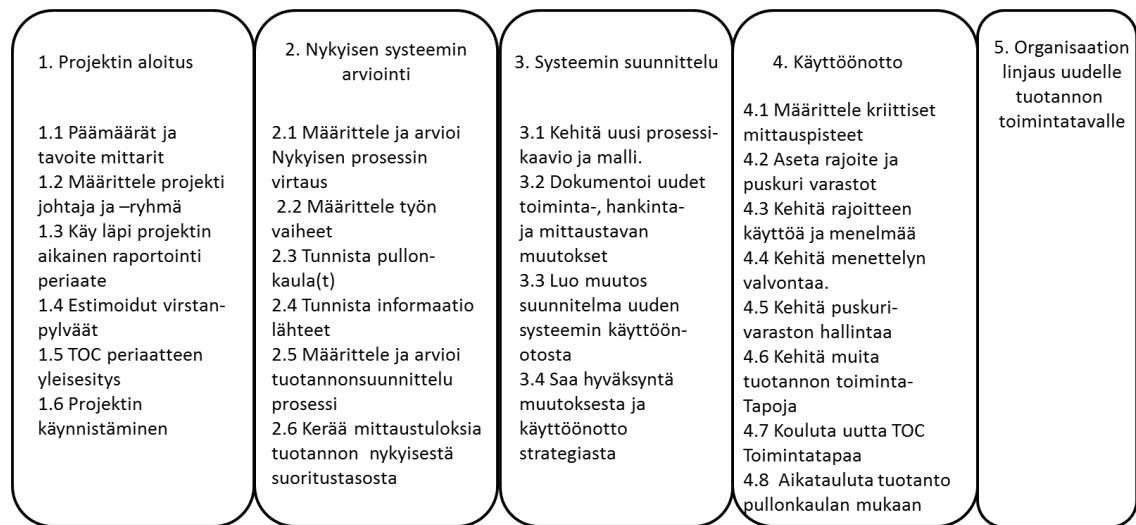 1. Projektin aloitus
1.1 Päämäärät ja
tavoite mittarit
1.2 Määrittele projekti
johtaja ja –ryhmä
1.3 Käy läpi projektin
aikainen raportointi
periaate
1.4 Estimoidut virstan-
pylväät
1.5 TOC periaatteen
yleisesitys
1.6 Projektin
käynnistäminen
2. Nykyisen systeemin
arviointi
2.1 Määrittele ja arvioi
Nykyisen prosessin
virtaus
2.2 Määrittele työn
vaiheet
2.3 Tunnista pullon-
kaula(t)
2.4 Tunnista informaatio
lähteet
2.5 Määrittele ja arvioi
tuotannonsuunnittelu
prosessi
2.6 Kerää mittaustuloksia
tuotannon nykyisestä
suoritustasosta
3. Systeemin suunnittelu
3.1 Kehitä uusi prosessi-
kaavio ja malli.
3.2 Dokumentoi uudet
toiminta-, hankinta-
ja mittaustavan
muutokset
3.3 Luo muutos
suunnitelma uuden
systeemin käyttöön-
otosta
3.4 Saa hyväksyntä
muutoksesta ja
käyttöönotto
strategiasta
4. Käyttöönotto
4.1 Määrittele kriittiset
mittauspisteet
4.2 Aseta rajoite ja
puskuri varastot
4.3 Kehitä rajoitteen
käyttöä ja menelmää
4.4 Kehitä menettelyn
valvontaa.
4.5 Kehitä puskuri-
varaston hallintaa
4.6 Kehitä muita
tuotannon toiminta-
Tapoja
4.7 Kouluta uutta TOC
Toimintatapaa
4.8 Aikatauluta tuotanto
pullonkaulan mukaan
5. Organisaation
linjaus uudelle
tuotannon
toimintatavalle